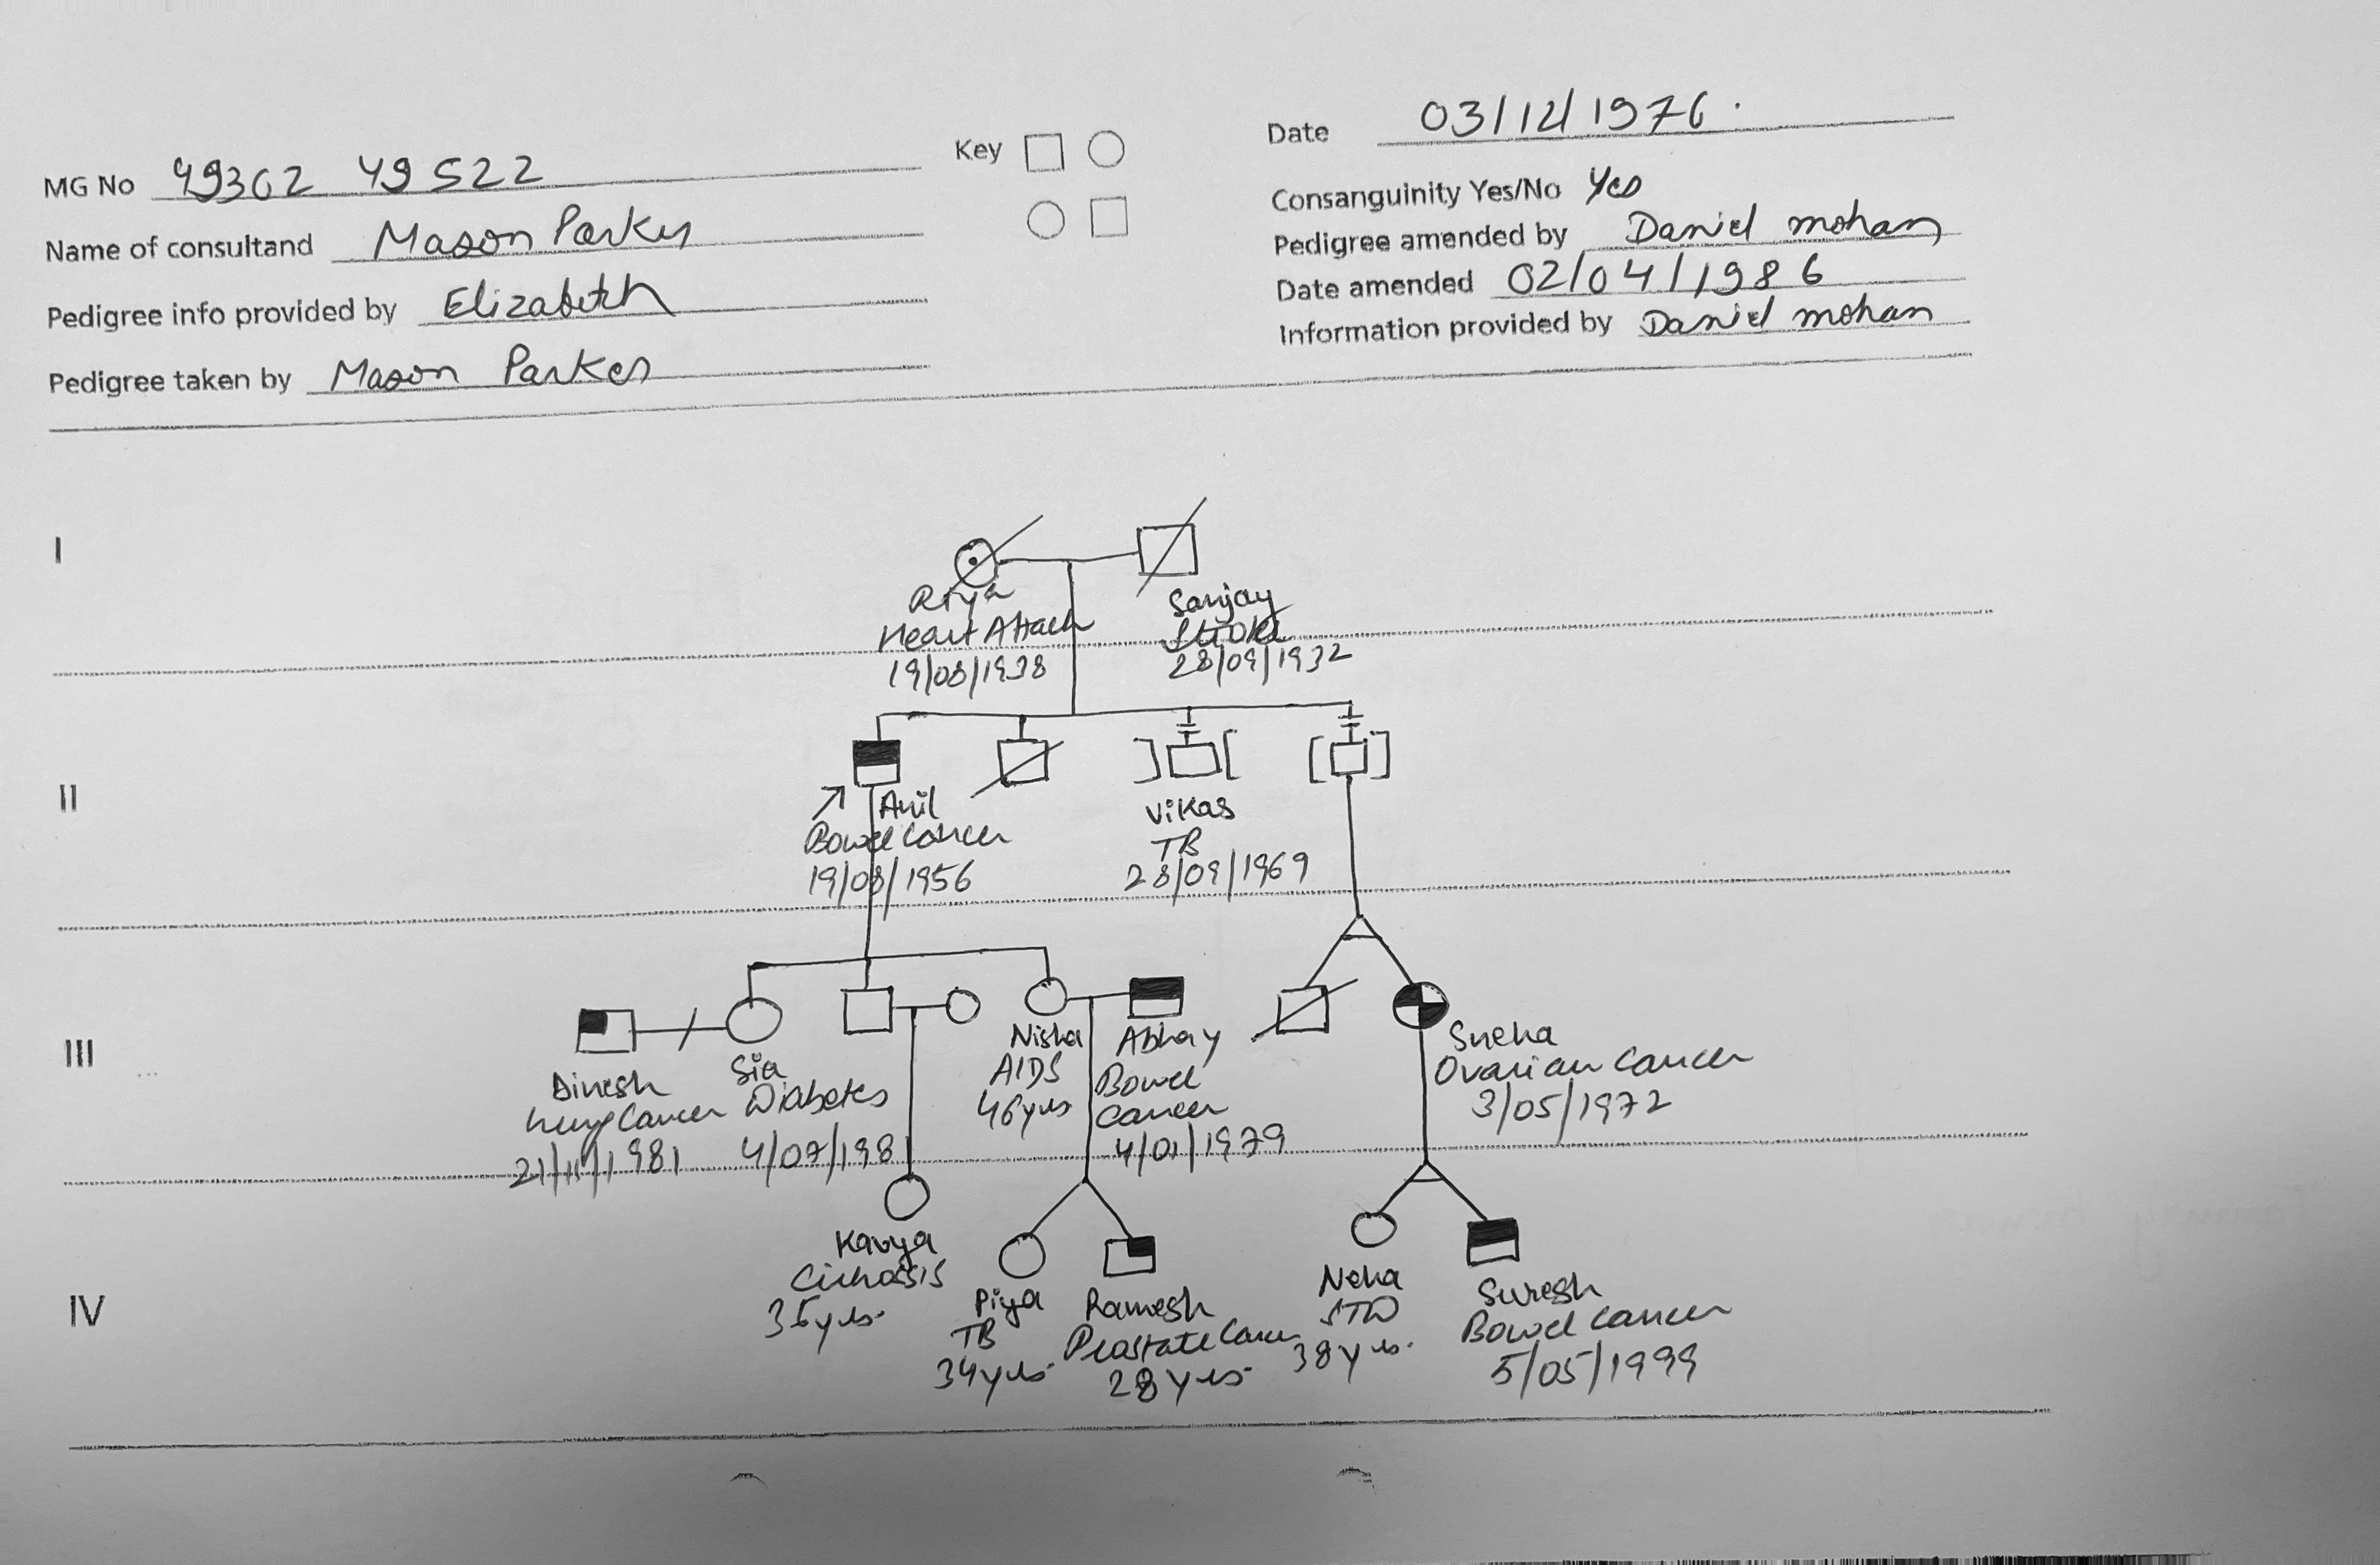 MG No 49302 49522
Name of consultand Mason Parker
Pedigree info provided by Elizabeth
Pedigree taken by Mason Parker
Key
Date 03/12/1976.
Consanguinity Yes/No Yes
Pedigree amended by Daniel mohan
Date amended 02/04/1986
Information provided by Daniel mohan
I
Riya
Heart Attack
19/08/1938
Sanjay
Stroke
28/09/1932
II
Anil
Bowel Cancer
19/08/1956
Vikas
TB
28/09/1969
III
Dinesh
Lung Cancer
21/11/1981
Sia
Diabetes
4/07/1981
Nisha
AIDS
46yrs
Abhay
Bowel
Cancer
4/01/1979
Sneha
Ovarian Cancer
3/05/1972
IV
Kavya
Cirhossis
35yrs.
Piya
TB
34yrs.
Ramesh
Prostate Cancer
28yrs.
Neha
STD
38yrs.
Suresh
Bowel Cancer
5/05/1999